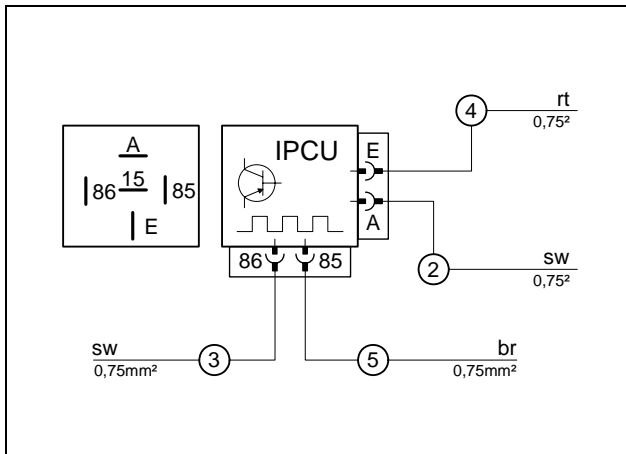 A
86 15 85
E
IPCU
E
A
86 85
4 rt
0,75²
2 sw
0,75²
sw 3
0,75mm²
5 br
0,75mm²